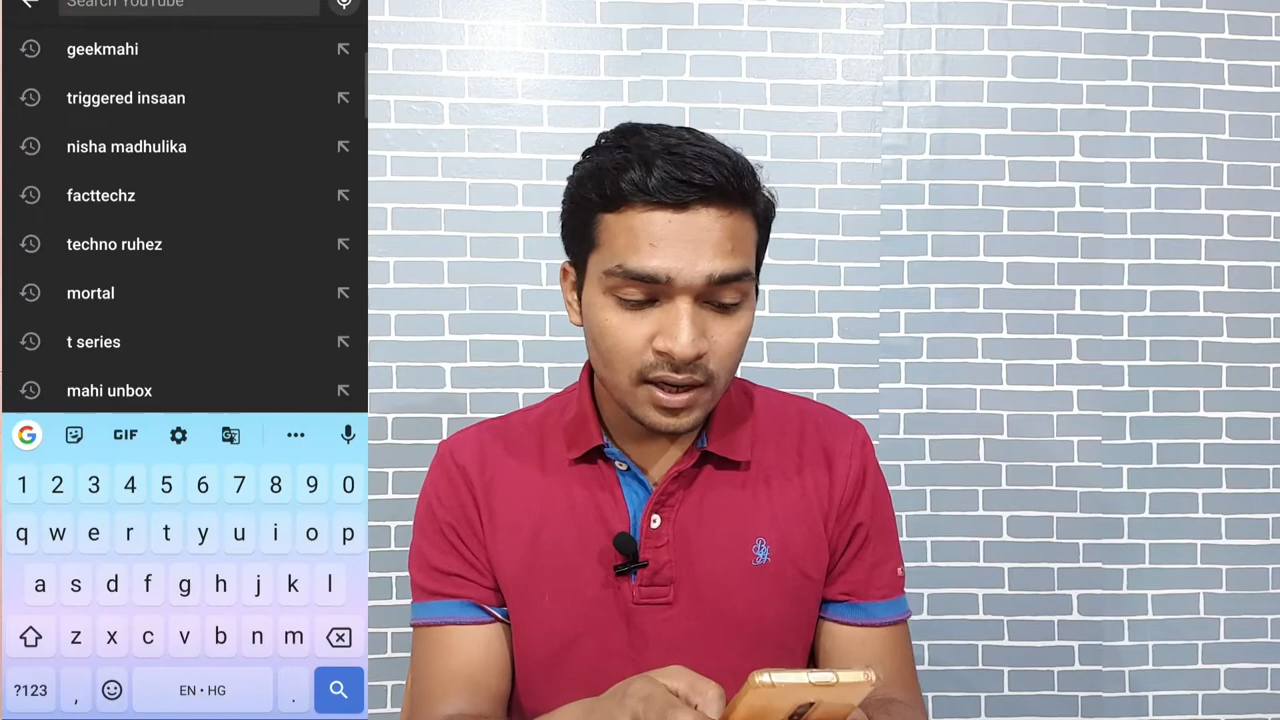 Search YouTube
geekmahi
triggered insaan
nisha madhulika
facttechz
techno ruhez
mortal
t series
mahi unbox
GIF
1 2 3 4 5 6 7 8 9 0
q w e r t y u i o p
a s d f g h j k l
z x c v b n m
?123 , EN • HG .